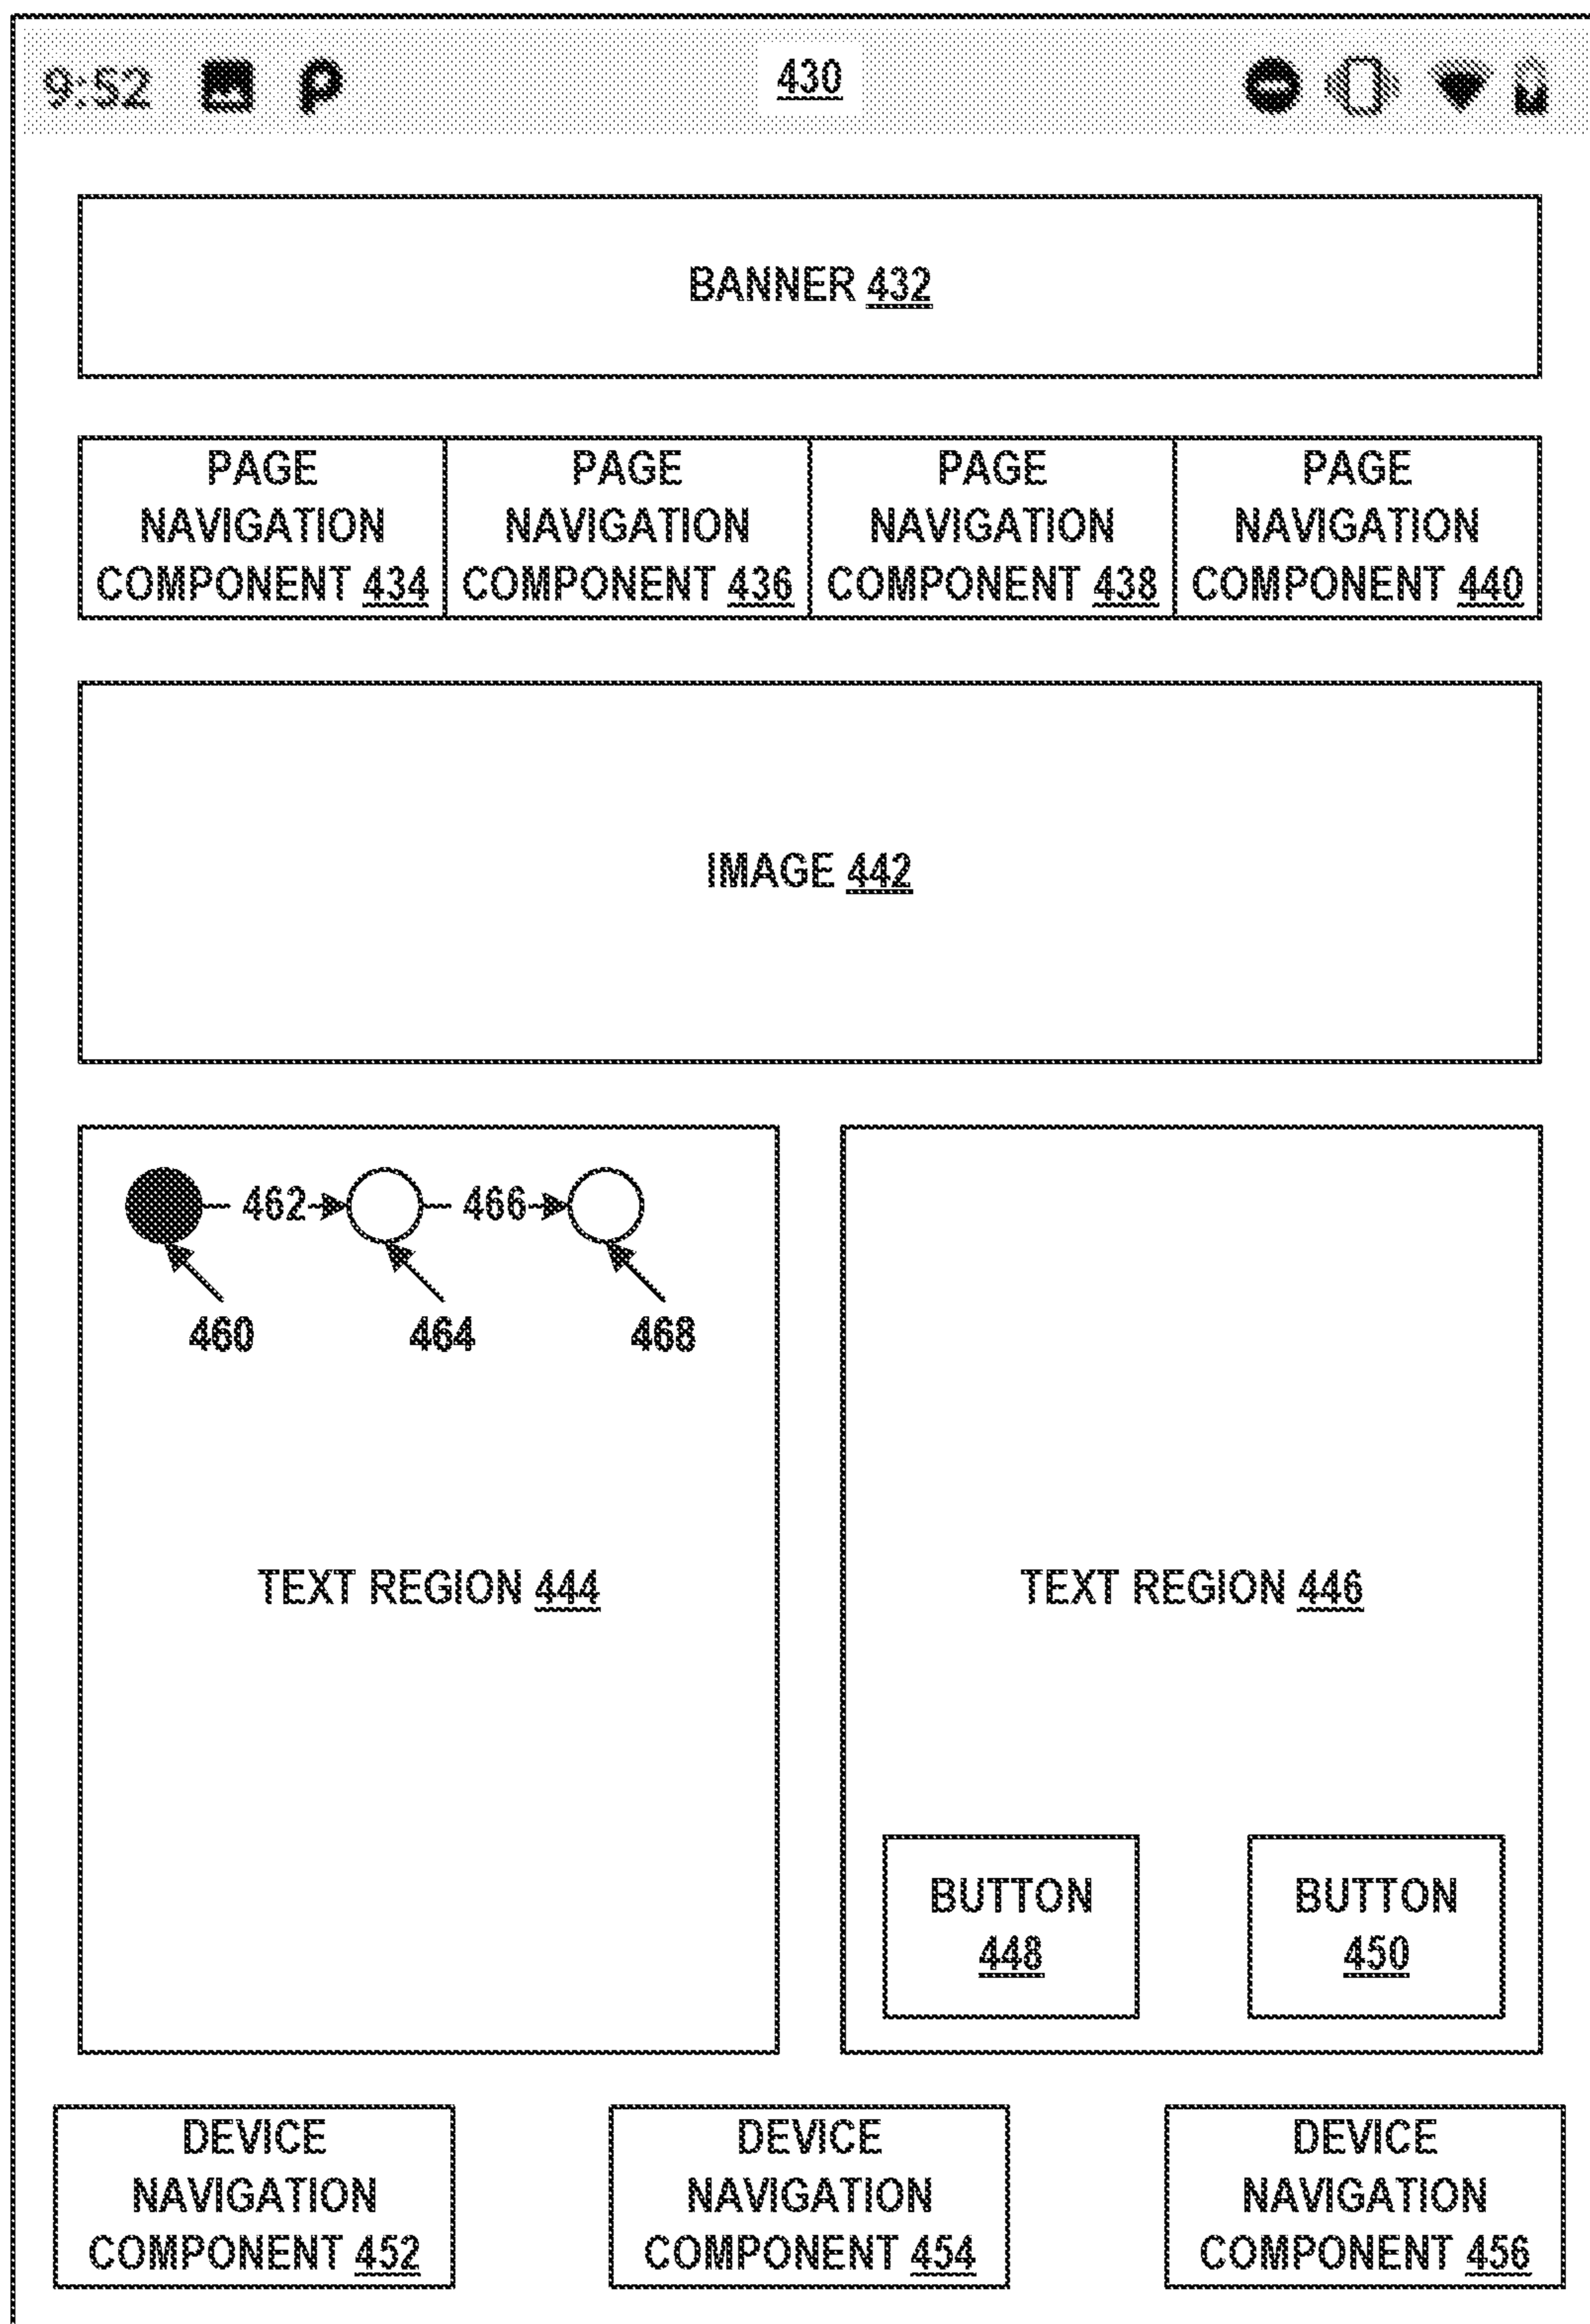 9:52 430
BANNER 432
PAGE NAVIGATION COMPONENT 434
PAGE NAVIGATION COMPONENT 436
PAGE NAVIGATION COMPONENT 438
PAGE NAVIGATION COMPONENT 440
IMAGE 442
462 466
460 464 468
TEXT REGION 444
TEXT REGION 446
BUTTON
448
BUTTON
450
DEVICE
NAVIGATION
COMPONENT 452
DEVICE
NAVIGATION
COMPONENT 454
DEVICE
NAVIGATION
COMPONENT 456